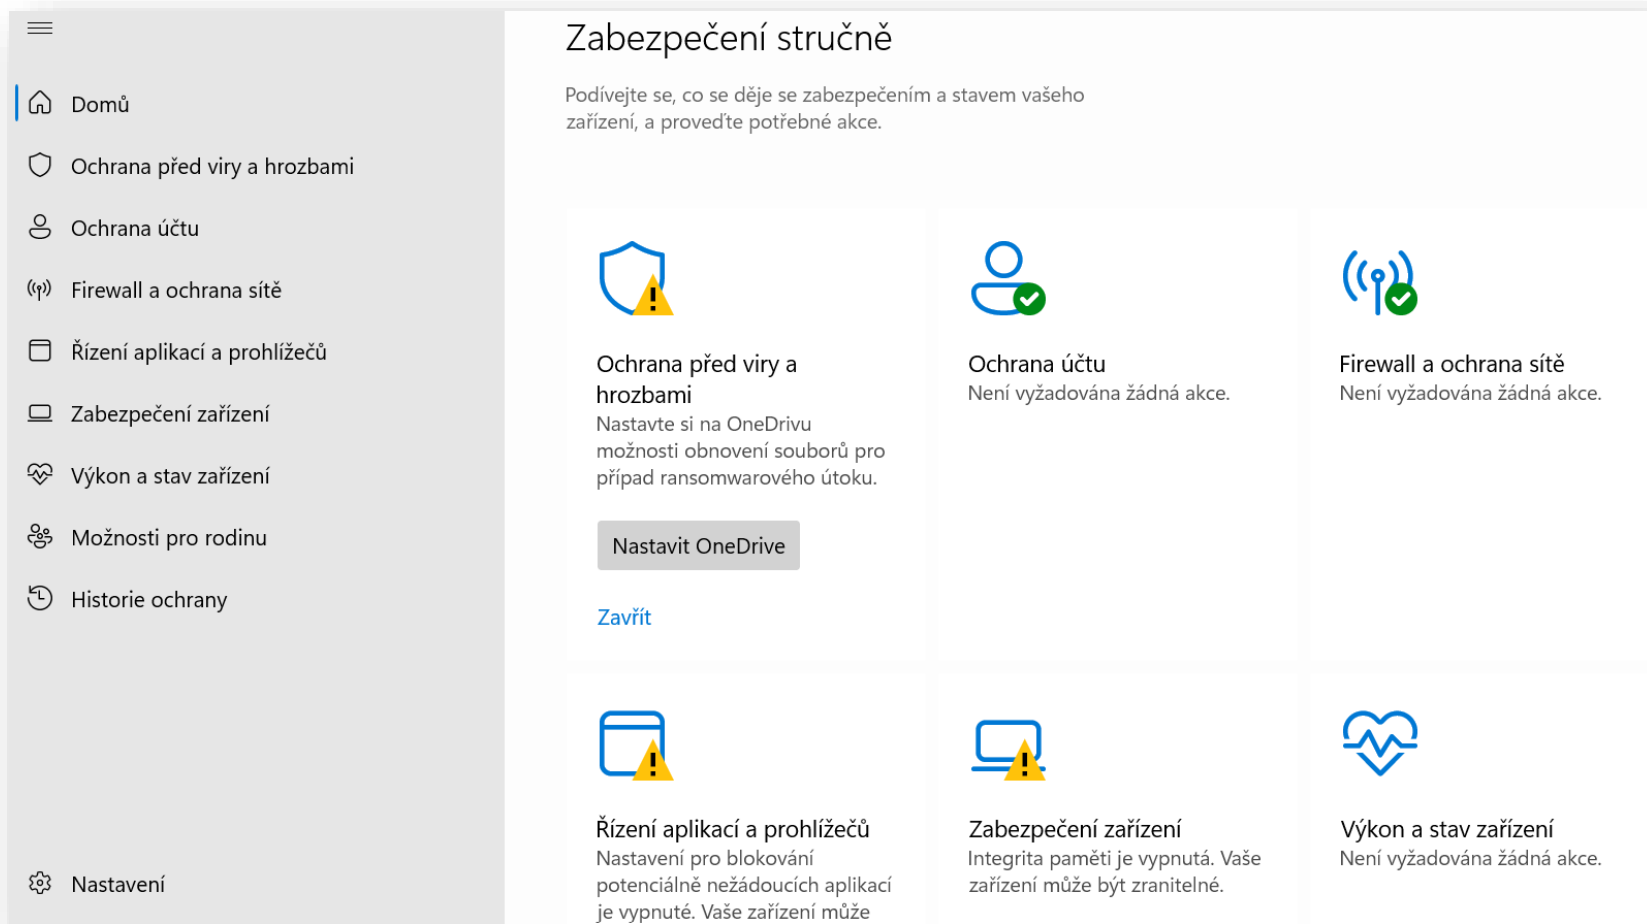 Domů
Ochrana před viry a hrozbami
Ochrana účtu
Firewall a ochrana sítě
Řízení aplikací a prohlížečů
Zabezpečení zařízení
Výkon a stav zařízení
Možnosti pro rodinu
Historie ochrany
Nastavení
Zabezpečení stručně
Podívejte se, co se děje se zabezpečením a stavem vašeho
zařízení, a proveďte potřebné akce.
Ochrana před viry a
hrozbami
Nastavte si na OneDrivu
možnosti obnovení souborů pro
případ ransomwarového útoku.
Nastavit OneDrive
Zavřít
Ochrana účtu
Není vyžadována žádná akce.
Firewall a ochrana sítě
Není vyžadována žádná akce.
Řízení aplikací a prohlížečů
Nastavení pro blokování
potenciálně nežádoucích aplikací
je vypnuté. Vaše zařízení může
Zabezpečení zařízení
Integrita paměti je vypnutá. Vaše
zařízení může být zranitelné.
Výkon a stav zařízení
Není vyžadována žádná akce.